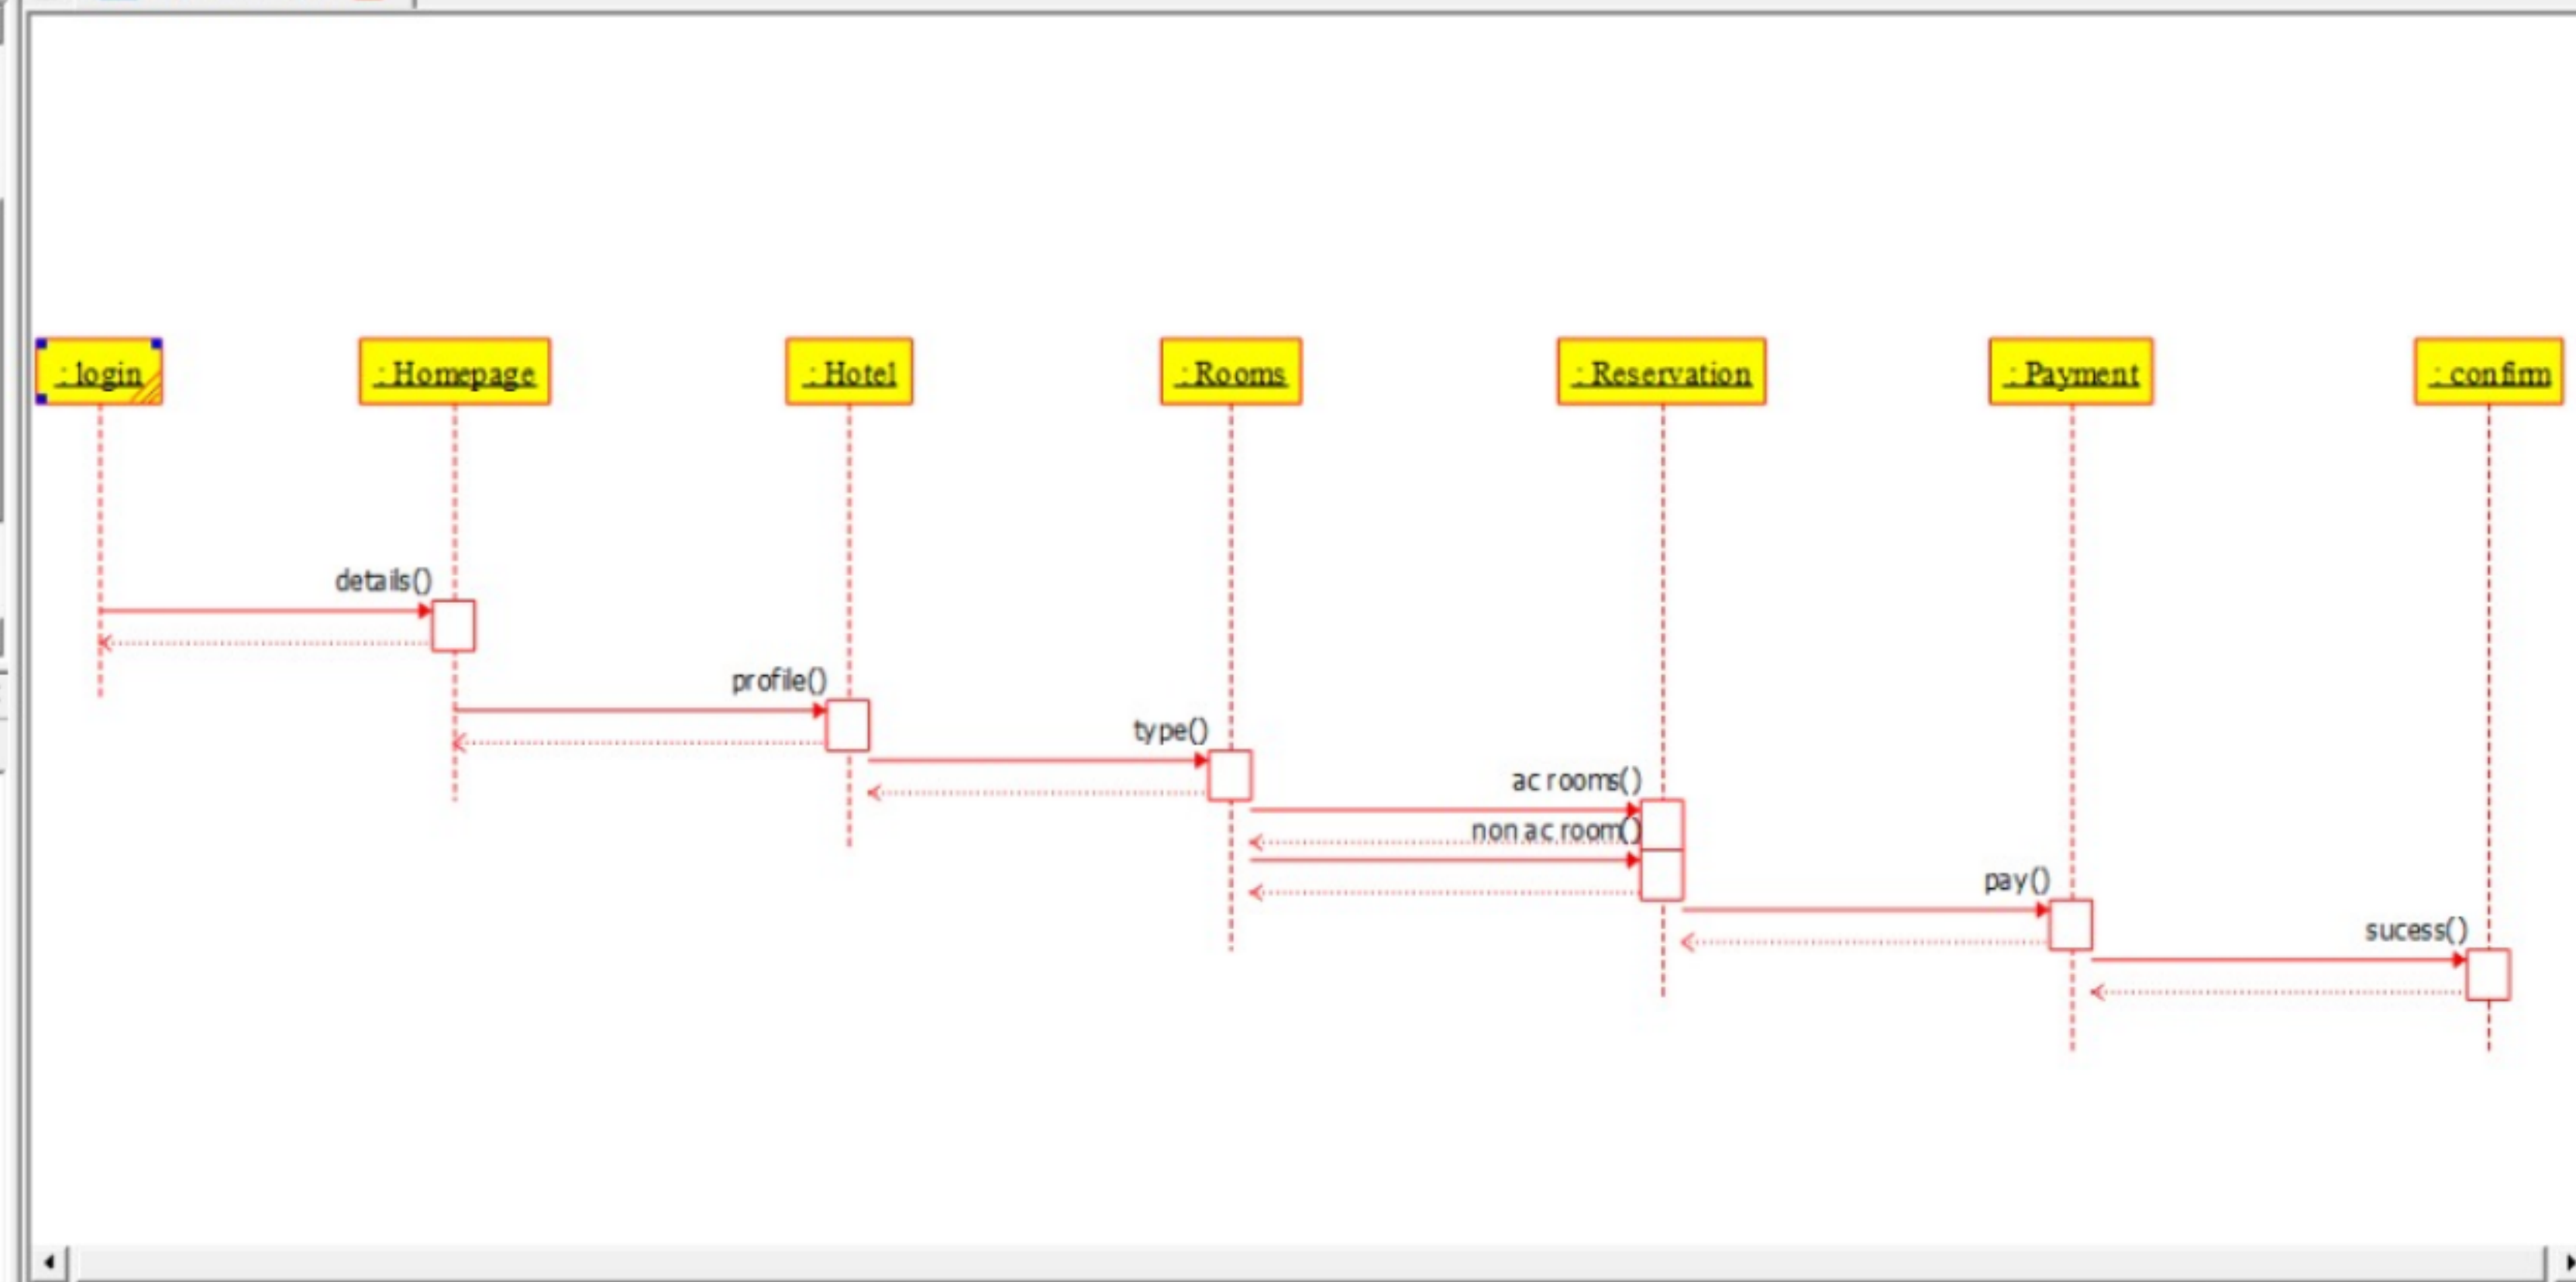 : login
: Homepage
: Hotel
: Rooms
: Reservation
: Payment
: confirm
details()
profile()
type()
ac rooms()
non ac room()
pay()
sucess()